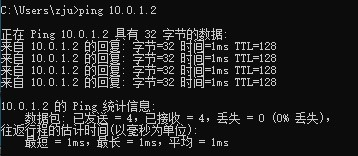 C:\Users\zju>ping 10.0.1.2
正在 Ping 10.0.1.2 具有 32 字节的数据:
来自 10.0.1.2 的回复: 字节=32 时间=1ms TTL=128
来自 10.0.1.2 的回复: 字节=32 时间=1ms TTL=128
来自 10.0.1.2 的回复: 字节=32 时间=1ms TTL=128
来自 10.0.1.2 的回复: 字节=32 时间=1ms TTL=128
10.0.1.2 的 Ping 统计信息:
数据包: 已发送 = 4，已接收 = 4，丢失 = 0 (0% 丢失)，
往返行程的估计时间(以毫秒为单位):
最短 = 1ms，最长 = 1ms，平均 = 1ms